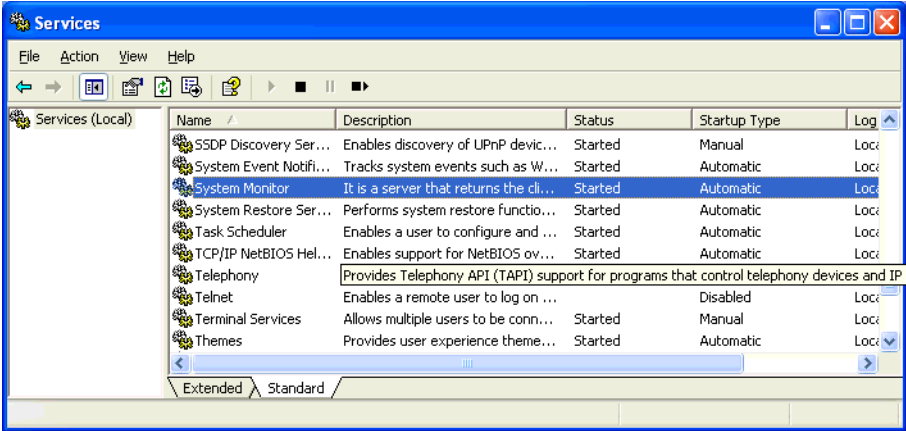 Services
File Action View Help
Services (Local)
Name Description Status Startup Type Log
SSDP Discovery Ser... Enables discovery of UPnP devic... Started Manual Loca
System Event Notifi... Tracks system events such as W... Started Automatic Loca
System Monitor It is a server that returns the cli... Started Automatic Loca
System Restore Ser... Performs system restore functio... Started Automatic Loca
Task Scheduler Enables a user to configure and ... Started Automatic Loca
TCP/IP NetBIOS Hel... Enables support for NetBIOS ov... Started Automatic Loca
Telephony Provides Telephony API (TAPI) support for programs that control telephony devices and IP
Telnet Enables a remote user to log on ... Disabled Loca
Terminal Services Allows multiple users to be conn... Started Manual Loca
Themes Provides user experience theme... Started Automatic Loca
Extended Standard